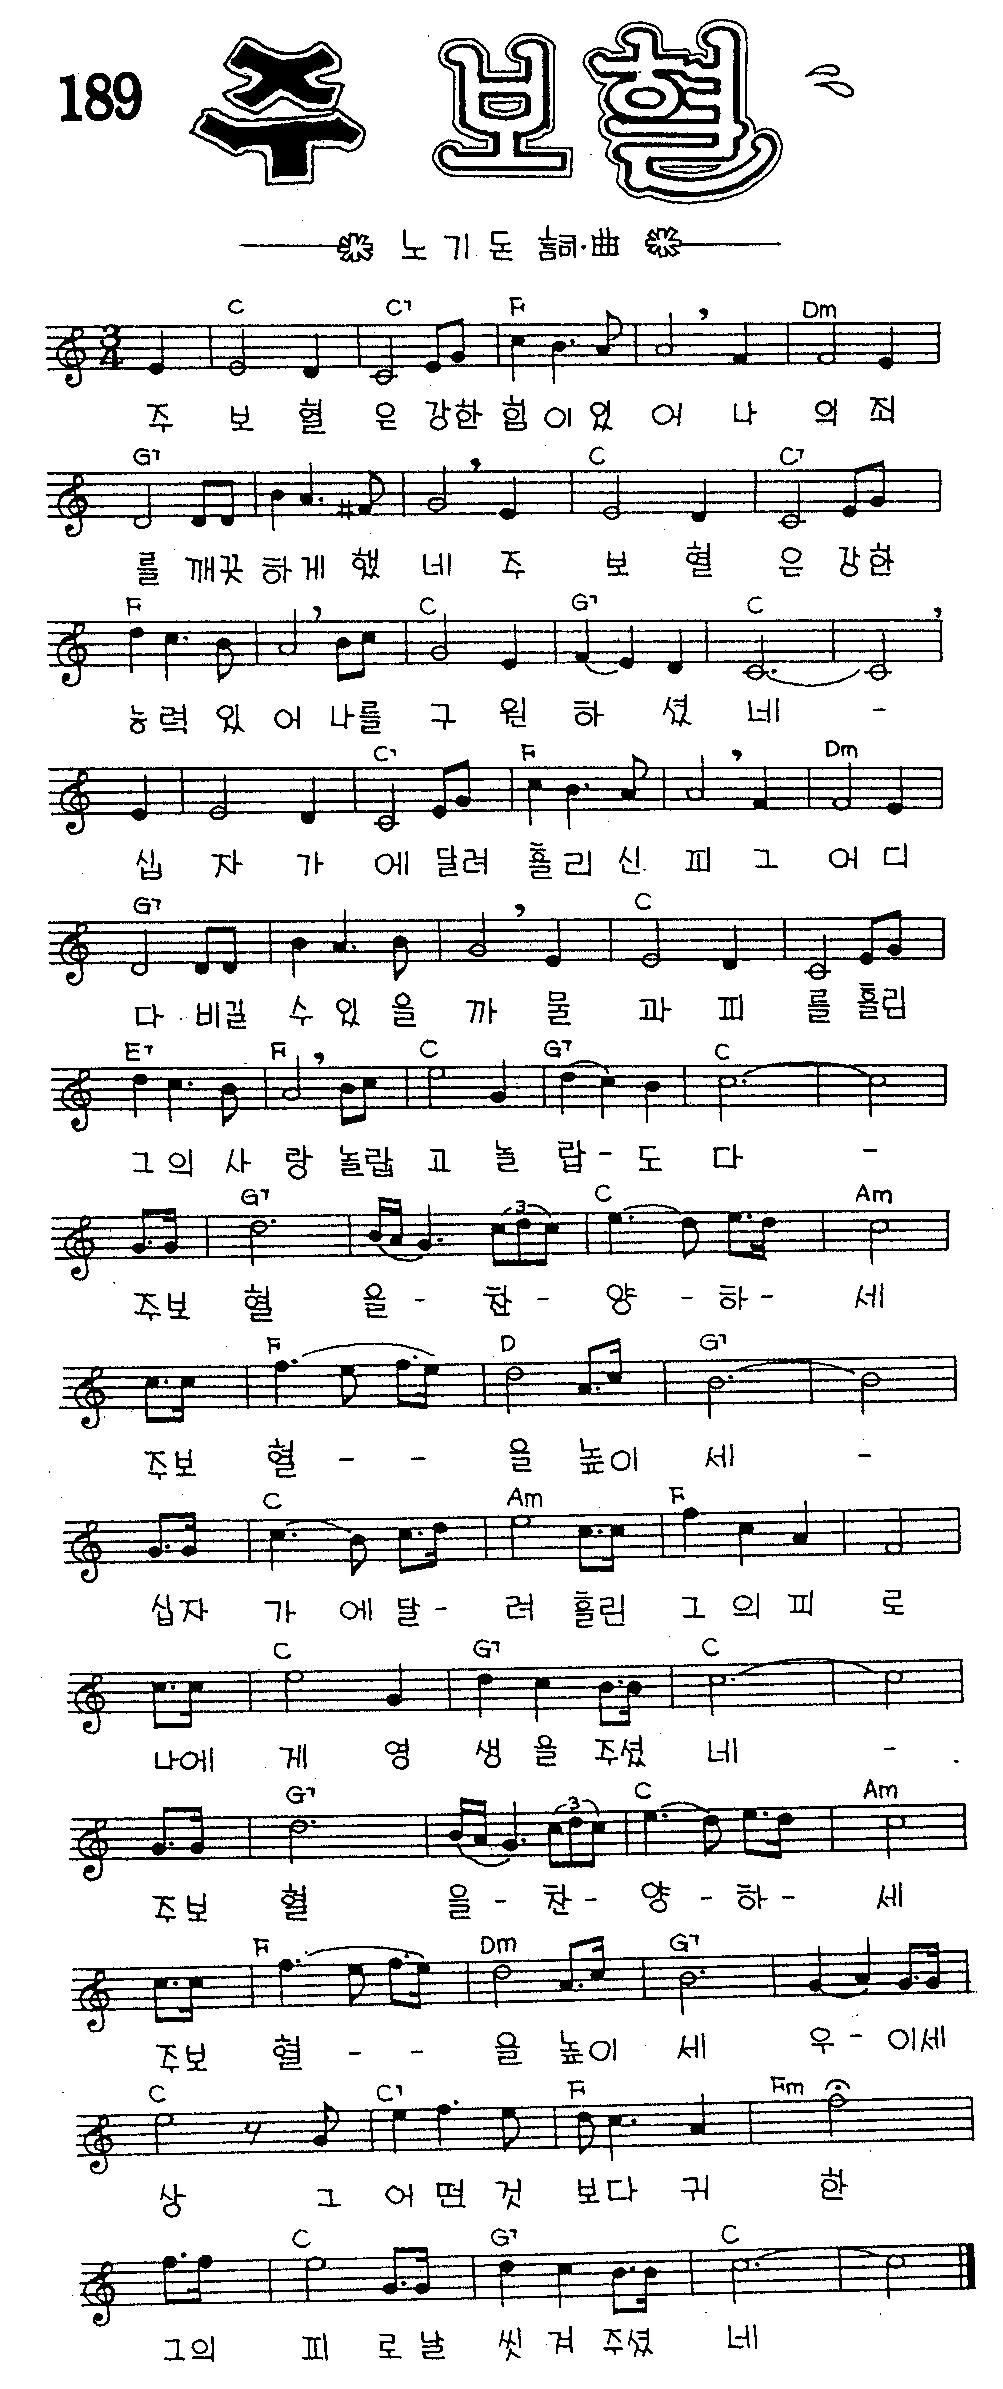 189 주 보혈
노 기 돈 詞·曲
3 4
C C7 F Dm
주 보 혈 은 강한 힘 이 있 어 나 의 죄
G7 C C7
를 깨끗 하게 했 네 주 보 혈 은 강한
F C G7 C
능력 있 어 나를 구 원 하 셨 네 -
C7 F Dm
십 자 가 에 달려 흘리 신 피 그 어 디
G7 C
다 비길 수 있 을 까 물 과 피 를 흘림
E7 F C G7 C
그의 사 랑 놀랍 고 놀 랍 - 도 다 -
G7 3 C Am
주보 혈 을 - 찬 - 양 - 하 - 세
F D G7
주보 혈 - - 을 높이 세 -
C Am F
십자 가 에 달 - 려 흘린 그 의 피 로
C G7 C
나에 게 영 생 을 주셨 네 -
G7 3 C Am
주보 혈 을 - 찬 - 양 - 하 - 세
F Dm G7
주보 혈 - - 을 높이 세 우 - 이세
C C7 F Fm
상 그 어 떤 것 보다 귀 한
C G7 C
그의 피 로 날 씻 겨 주셨 네